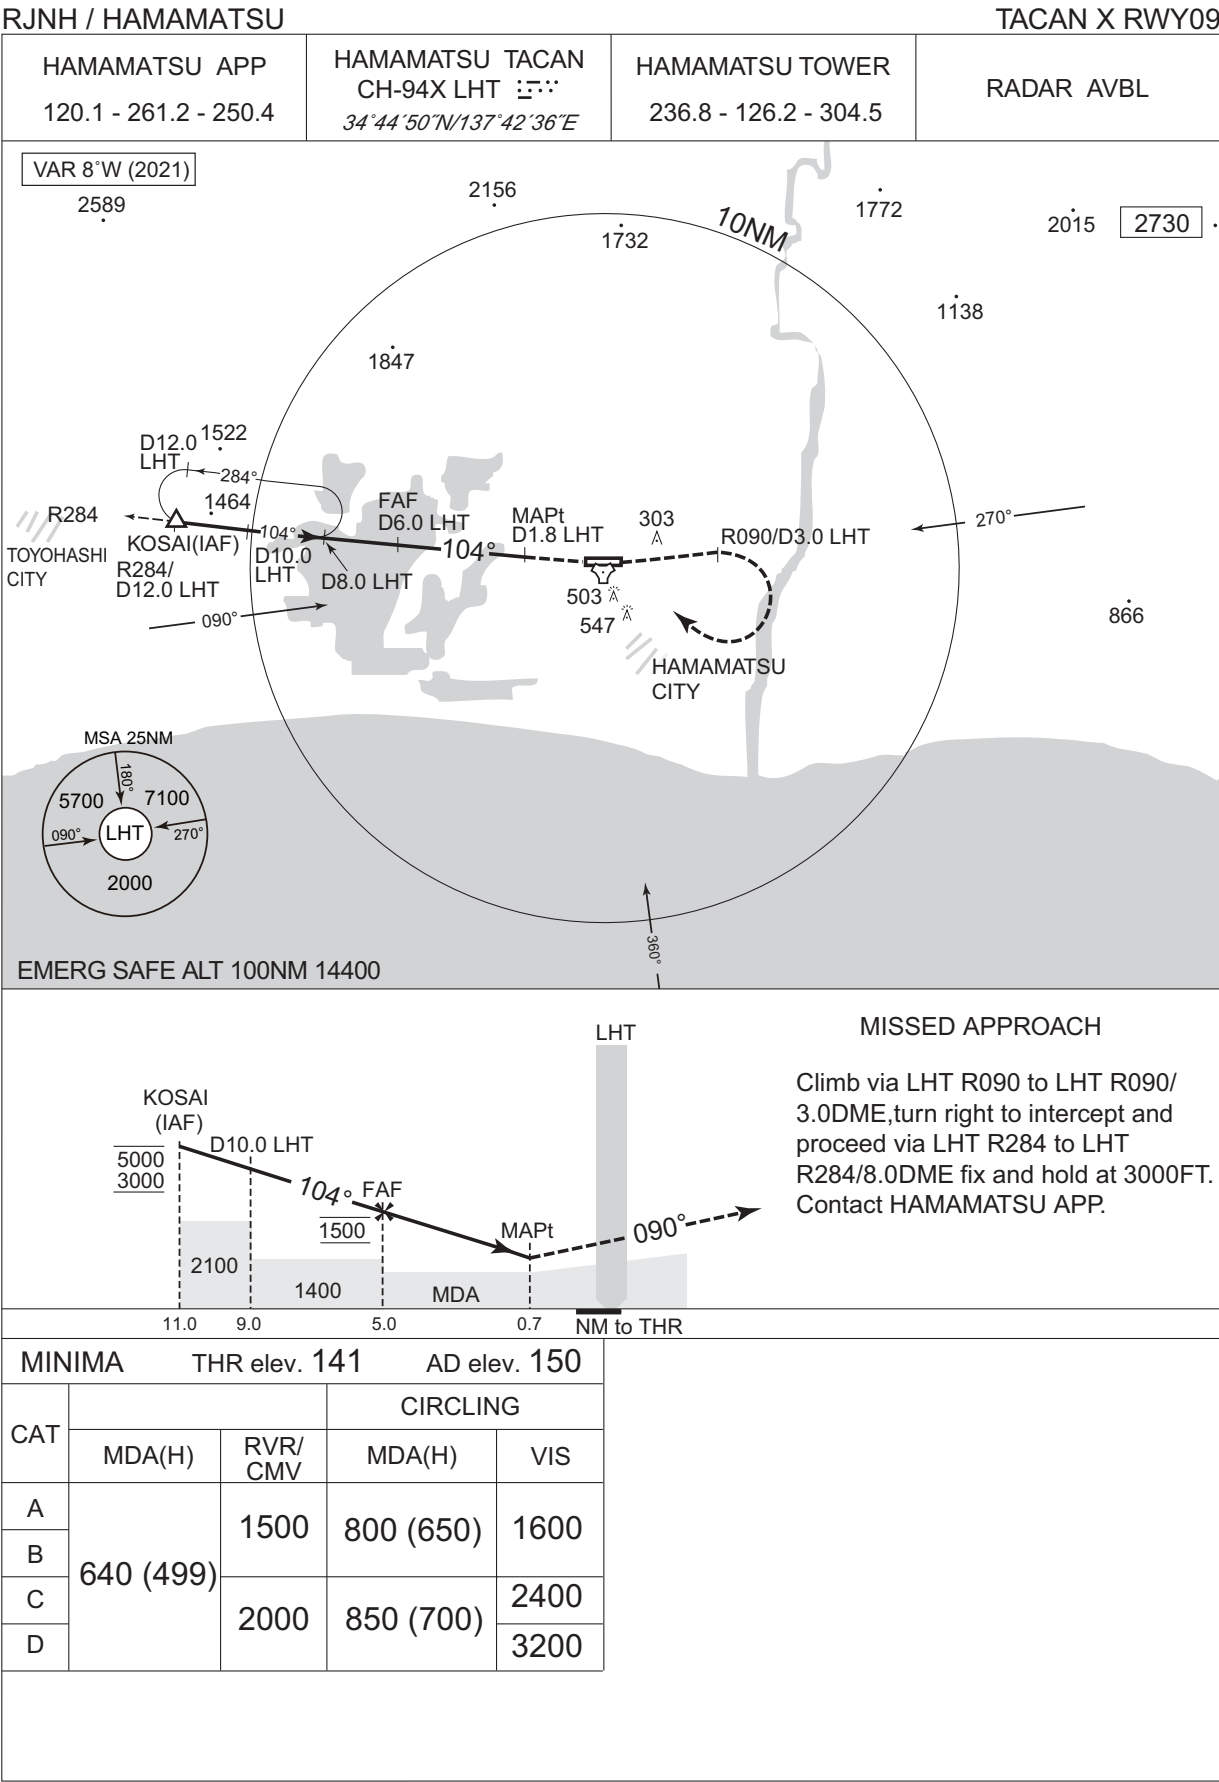 RJNH / HAMAMATSU
TACAN X RWY09
HAMAMATSU APP
120.1 - 261.2 - 250.4
HAMAMATSU TACAN
CH-94X LHT
34°44´50˝N/137°42´36˝E
HAMAMATSU TOWER
236.8 - 126.2 - 304.5
RADAR AVBL
VAR 8°W (2021)
2589
2156
1732
10NM
1772
2015
2730
1138
1847
D12.0
LHT
1522
284°
1464
R284
TOYOHASHI
CITY
KOSAI(IAF)
R284/
D12.0 LHT
104°
D10.0
LHT
D8.0 LHT
FAF
D6.0 LHT
104°
MAPt
D1.8 LHT
303
R090/D3.0 LHT
270°
090°
503
547
866
HAMAMATSU
CITY
MSA 25NM
180°
5700
7100
090°
LHT
270°
2000
360°
EMERG SAFE ALT 100NM 14400
LHT
MISSED APPROACH
Climb via LHT R090 to LHT R090/
3.0DME,turn right to intercept and
proceed via LHT R284 to LHT
R284/8.0DME fix and hold at 3000FT.
Contact HAMAMATSU APP.
KOSAI
(IAF)
5000
3000
D10.0 LHT
104°
FAF
1500
MAPt
090°
2100
1400
MDA
11.0
9.0
5.0
0.7
NM to THR
MINIMA THR elev. 141 AD elev. 150
CAT
CIRCLING
MDA(H)
RVR/
CMV
MDA(H)
VIS
A
B
C
D
640 (499)
1500
2000
800 (650)
850 (700)
1600
2400
3200